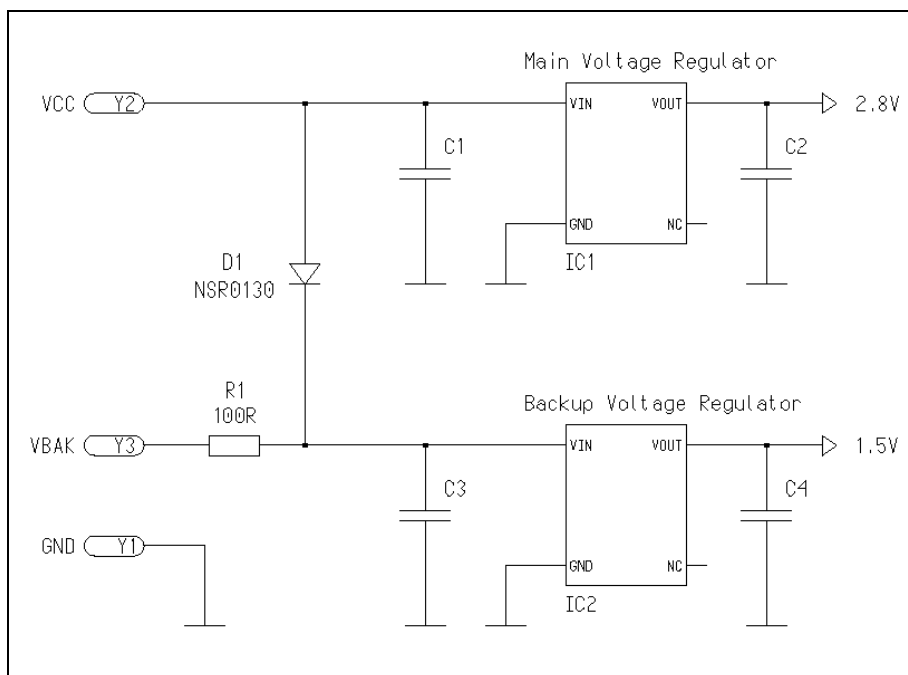 Main Voltage Regulator
VCC Y2 VIN VOUT 2.8V
C1 C2
GND NC
IC1
D1
NSR0130
R1
100R
Backup Voltage Regulator
VBAK Y3 VIN VOUT 1.5V
C3 C4
GND Y1
GND NC
IC2